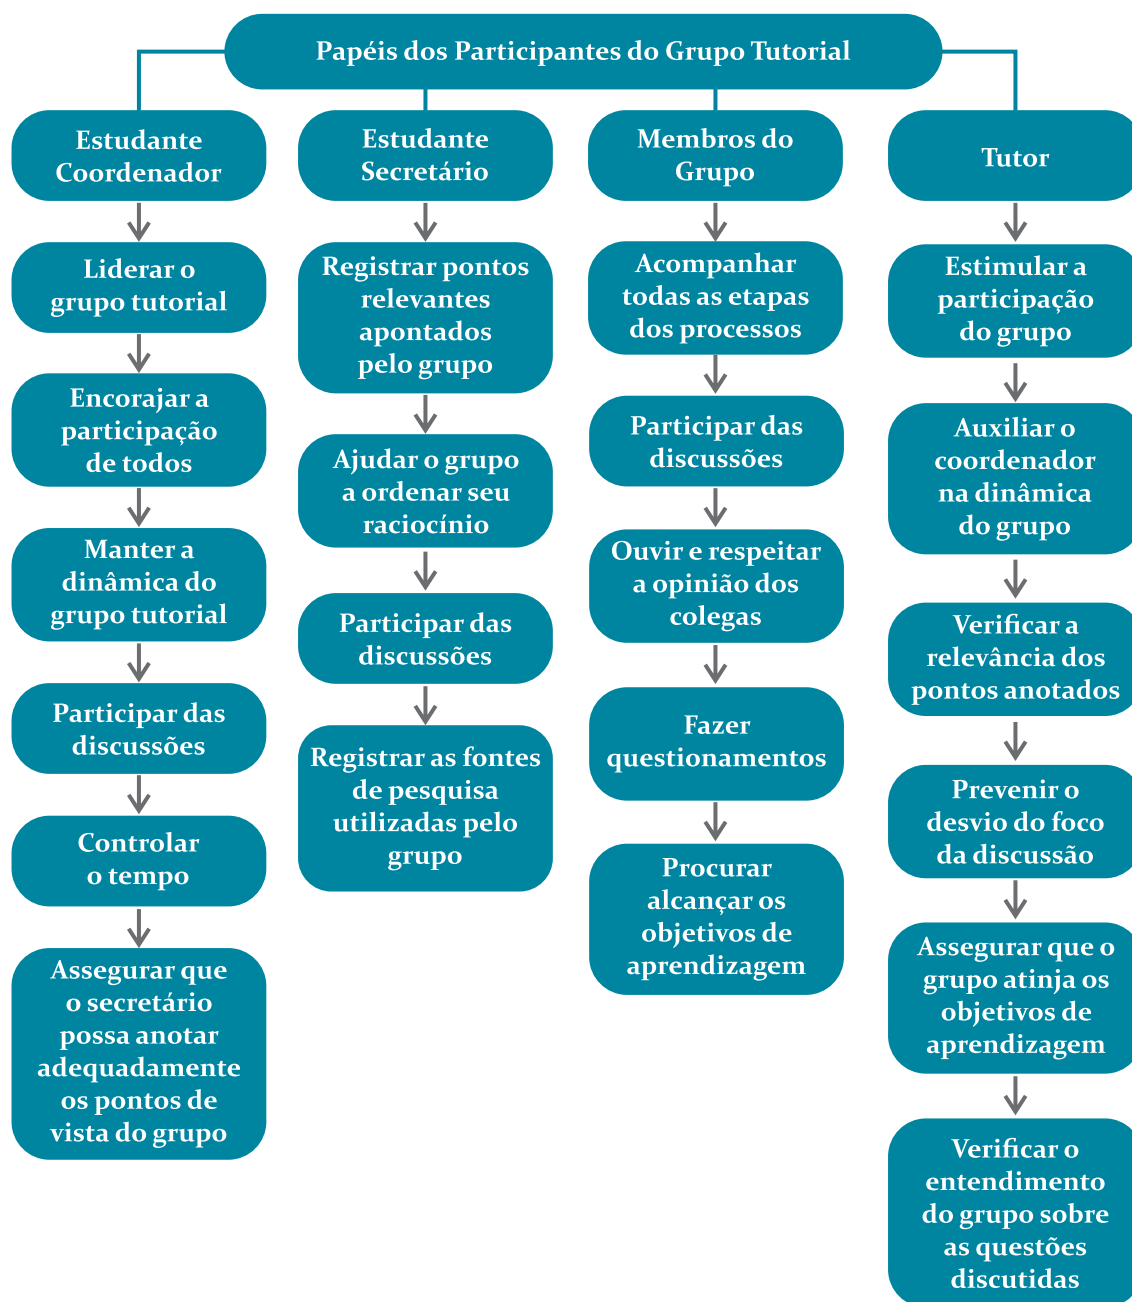 Papéis dos Participantes do Grupo Tutorial
Estudante
Coordenador
Liderar o
grupo tutorial
Encorajar a
participação
de todos
Manter a
dinâmica do
grupo tutorial
Participar das
discussões
Controlar
o tempo
Assegurar que
o secretário
possa anotar
adequadamente
os pontos de
vista do grupo
Estudante
Secretário
Registrar pontos
relevantes
apontados
pelo grupo
Ajudar o grupo
a ordenar seu
raciocínio
Participar das
discussões
Registrar as fontes
de pesquisa
utilizadas pelo
grupo
Membros do
Grupo
Acompanhar
todas as etapas
dos processos
Participar das
discussões
Ouvir e respeitar
a opinião dos
colegas
Fazer
questionamentos
Procurar
alcançar os
objetivos de
aprendizagem
Tutor
Estimular a
participação
do grupo
Auxiliar o
coordenador
na dinâmica
do grupo
Verificar a
relevância dos
pontos anotados
Prevenir o
desvio do foco
da discussão
Assegurar que o
grupo atinja os
objetivos de
aprendizagem
Verificar o
entendimento
do grupo sobre
as questões
discutidas